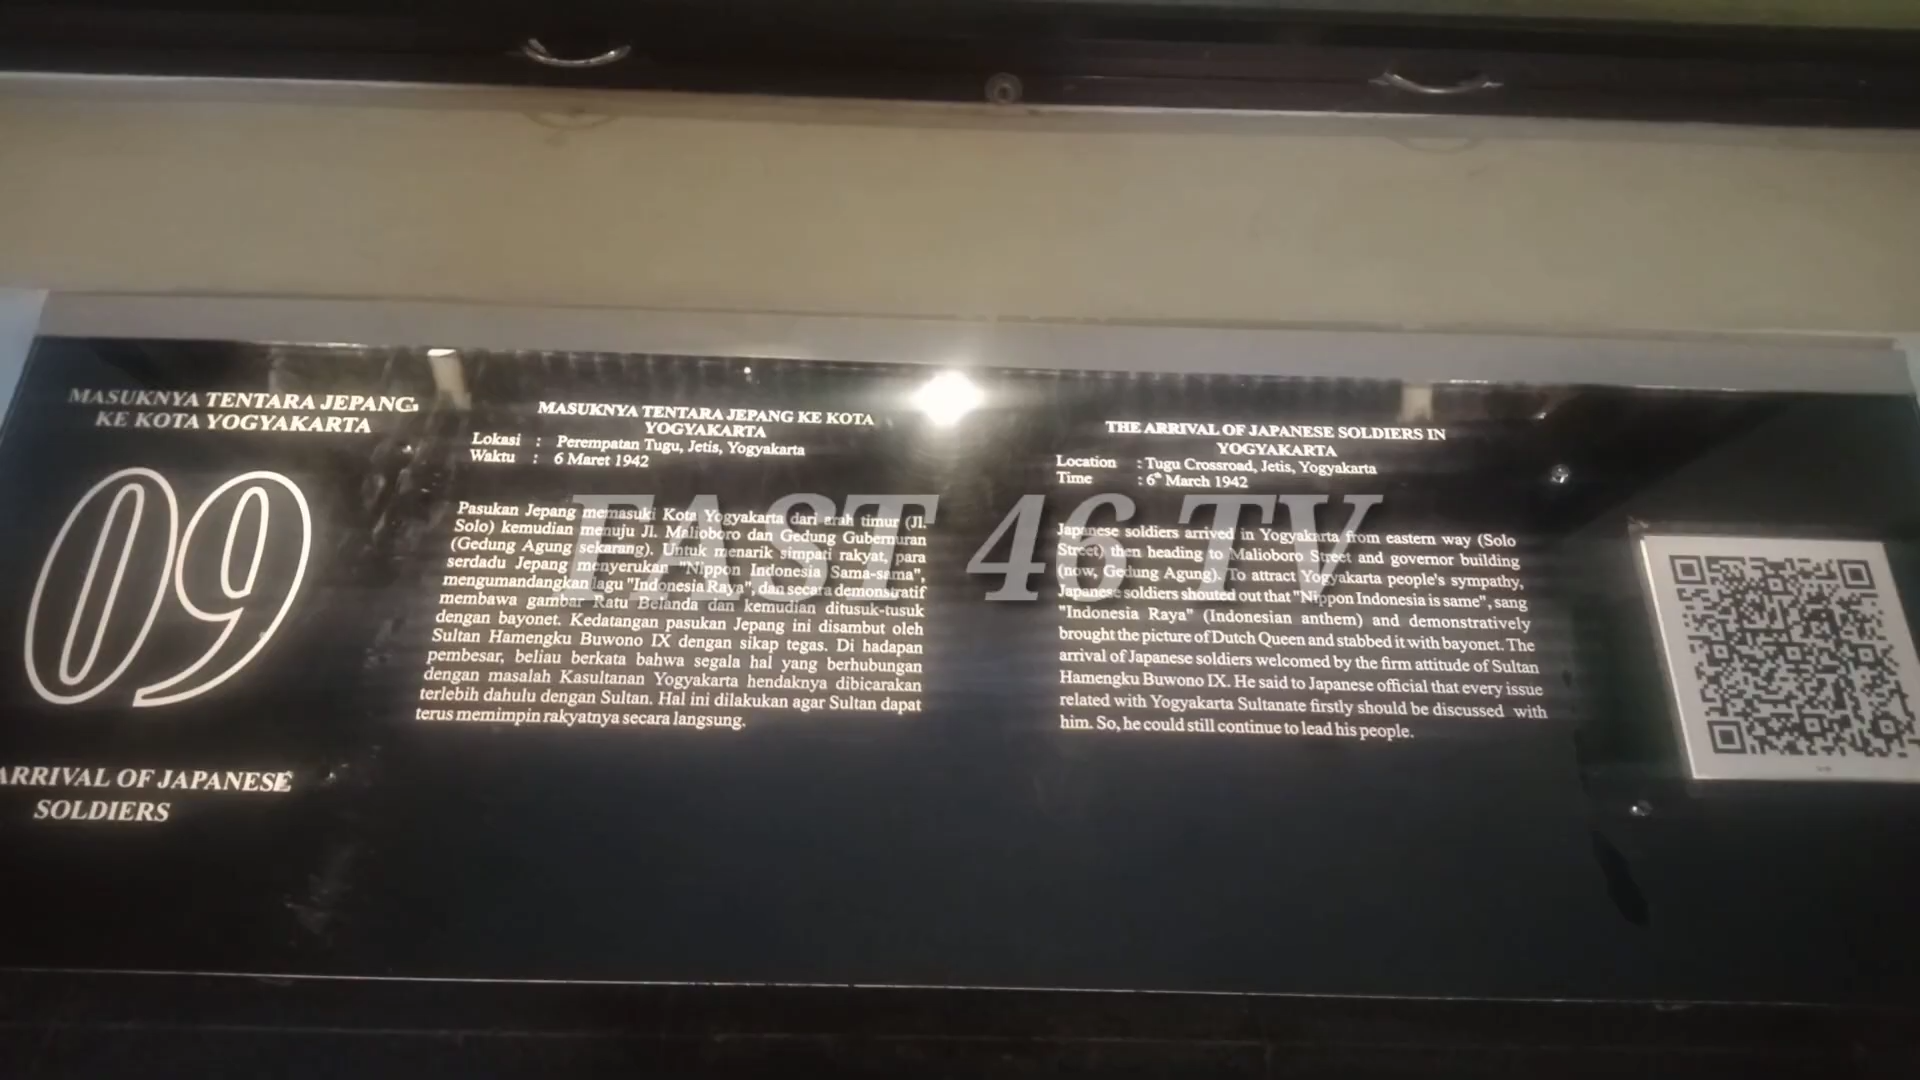 MASUKNYA TENTARA JEPANG
KE KOTA YOGYAKARTA
09
ARRIVAL OF JAPANESE
SOLDIERS
MASUKNYA TENTARA JEPANG KE KOTA
YOGYAKARTA
Lokasi : Perempatan Tugu, Jetis, Yogyakarta
Waktu : 6 Maret 1942
Pasukan Jepang memasuki Kota Yogyakarta dari arah timur (Jl.
Solo) kemudian menuju Jl. Malioboro dan Gedung Gubernuran
(Gedung Agung sekarang). Untuk menarik simpati rakyat, para
serdadu Jepang menyerukan "Nippon Indonesia Sama-sama",
mengumandangkan lagu "Indonesia Raya", dan secara demonstratif
membawa gambar Ratu Belanda dan kemudian ditusuk-tusuk
dengan bayonet. Kedatangan pasukan Jepang ini disambut oleh
Sultan Hamengku Buwono IX dengan sikap tegas. Di hadapan
pembesar, beliau berkata bahwa segala hal yang berhubungan
dengan masalah Kasultanan Yogyakarta hendaknya dibicarakan
terlebih dahulu dengan Sultan. Hal ini dilakukan agar Sultan dapat
terus memimpin rakyatnya secara langsung.
THE ARRIVAL OF JAPANESE SOLDIERS IN
YOGYAKARTA
Location : Tugu Crossroad, Jetis, Yogyakarta
Time : 6th March 1942
Japanese soldiers arrived in Yogyakarta from eastern way (Solo
Street) then heading to Malioboro Street and governor building
(now, Gedung Agung). To attract Yogyakarta people's sympathy,
Japanese soldiers shouted out that "Nippon Indonesia is same", sang
"Indonesia Raya" (Indonesian anthem) and demonstratively
brought the picture of Dutch Queen and stabbed it with bayonet. The
arrival of Japanese soldiers welcomed by the firm attitude of Sultan
Hamengku Buwono IX. He said to Japanese official that every issue
related with Yogyakarta Sultanate firstly should be discussed with
him. So, he could still continue to lead his people.
FAST 46 TV